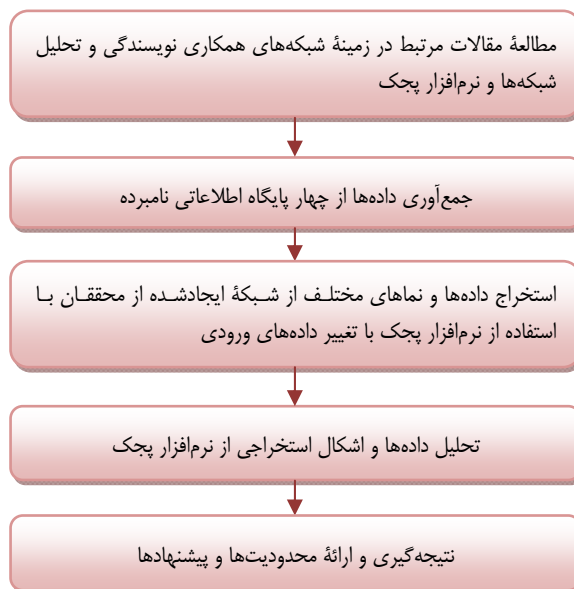 مطالعهٔ مقالات مرتبط در زمینهٔ شبکه‌های همکاری نویسندگی و تحلیل
شبکه‌ها و نرم‌افزار پجک
جمع‌آوری داده‌ها از چهار پایگاه اطلاعاتی نامبرده
استخراج داده‌ها و نماهای مختلف از شبکهٔ ایجادشده از محققان با
استفاده از نرم‌افزار پجک با تغییر داده‌های ورودی
تحلیل داده‌ها و اشکال استخراجی از نرم‌افزار پجک
نتیجه‌گیری و ارائهٔ محدودیت‌ها و پیشنهادها